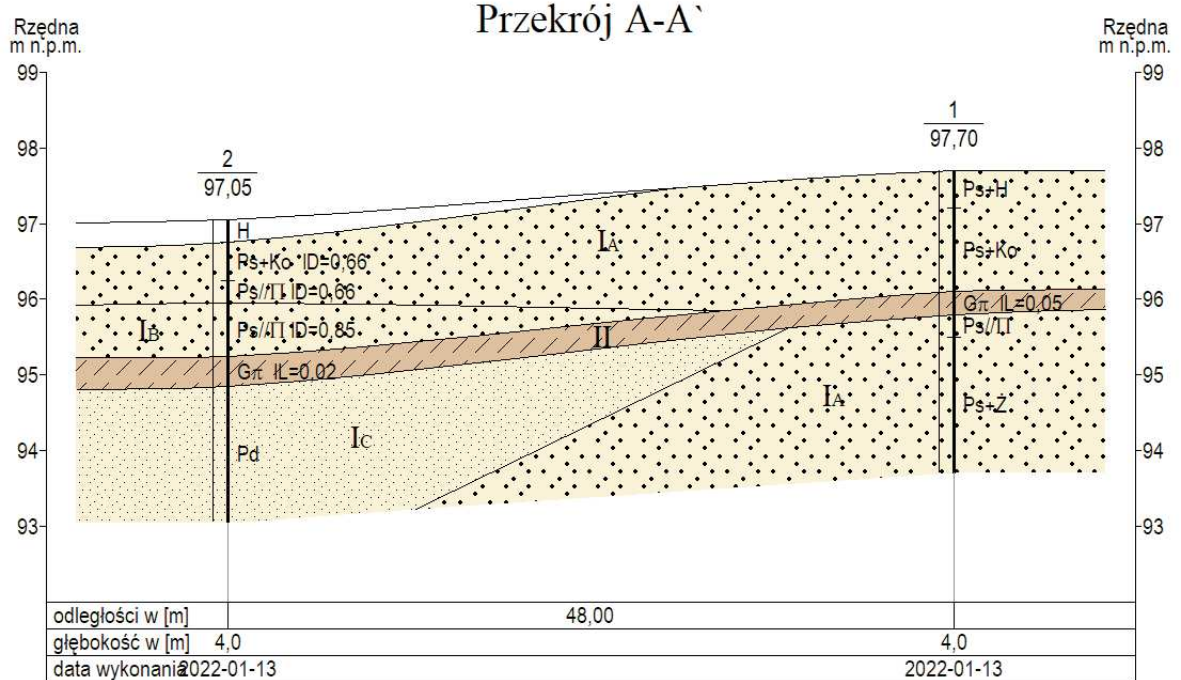 Przekrój A-A`
Rzędna
m n.p.m.
Rzędna
m n.p.m.
99
99
1
97,70
98
98
2
97,05
Ps+H
97
97
H
IA
Ps+Ko
Ps+Ko ID=0,66
Ps//Π ID=0,66
96
96
Gπ IL=0,05
IB
Ps//Π ID=0,85
II
Ps//Π
95
95
Gπ IL=0,02
IA
Ps+Ż
IC
94
94
Pd
93
93
odległości w [m]
48,00
głębokość w [m]
4,0
4,0
data wykonania
2022-01-13
2022-01-13